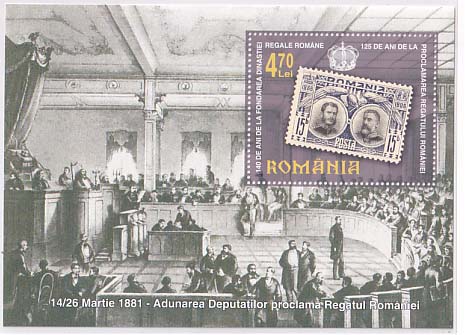 140 DE ANI DE LA FONDAREA DINASTIEI
REGALE ROMÂNE
125 DE ANI DE LA
PROCLAMAREA REGATULUI ROMÂNIEI
4,70
Lei
ROMANIA
15
15
POSTA
ROMÂNIA
14/26 Martie 1881 - Adunarea Deputaţilor proclamă Regatul României